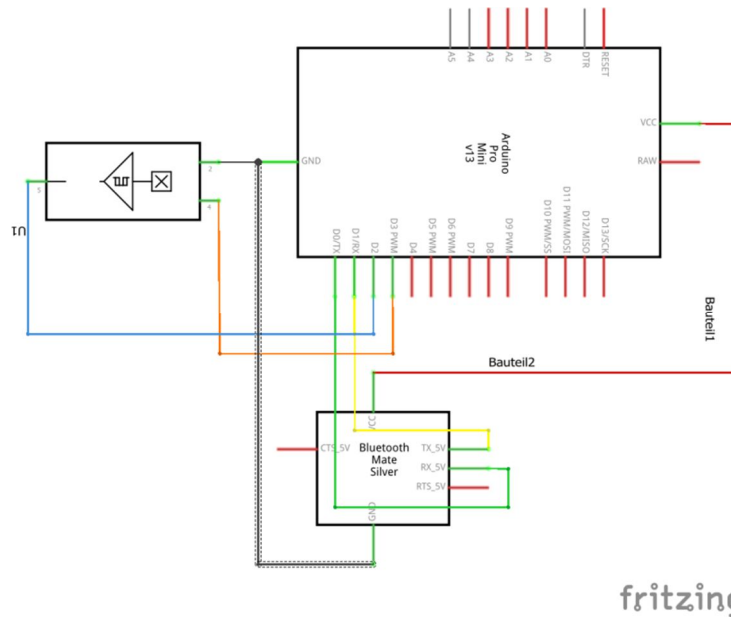 A5
A4
A3
A2
A1
A0
DTR
RESET
Arduino
Pro
Mini
v13
VCC
RAW
GND
2
4
5
U1
D0/TX
D1/RX
D2
D3 PWM
D4
D5 PWM
D6 PWM
D7
D8
D9 PWM
D10 PWM/SS
D11 PWM/MOSI
D12/MISO
D13/SCK
Bauteil1
Bauteil2
CTS_5V
Bluetooth
Mate
Silver
TX_5V
RX_5V
RTS_5V
GND
fritzing